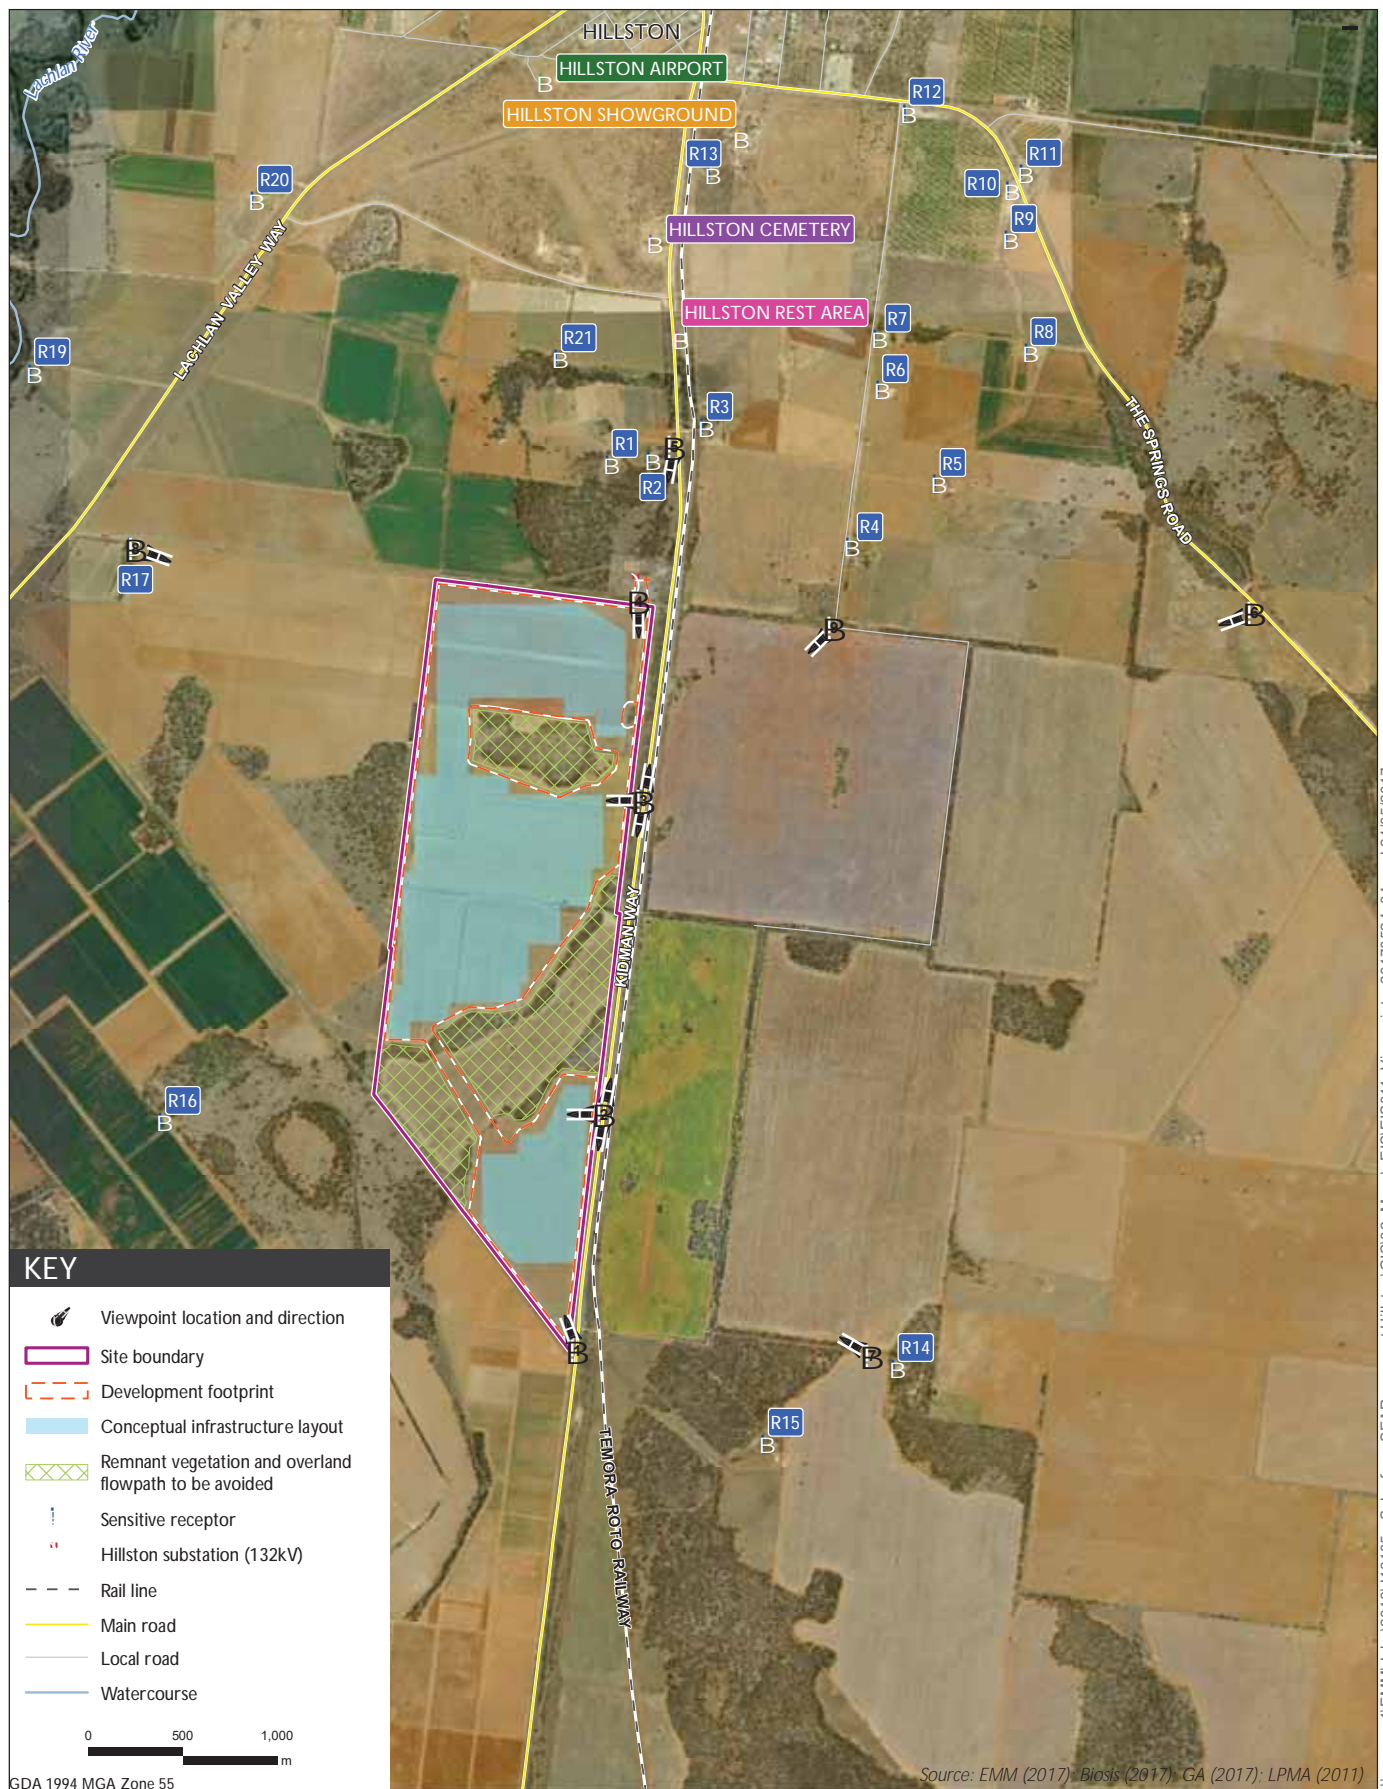 HILLSTON
HILLSTON AIRPORT
HILLSTON SHOWGROUND
HILLSTON CEMETERY
HILLSTON REST AREA
Lachlan River
LACHLAN VALLEY WAY
THE SPRINGS ROAD
KIDMAN WAY
TEMORA ROTO RAILWAY
R12
R13
R11
R10
R20
R9
R7
R8
R21
R19
R6
R3
R1
R5
R2
R4
R17
R16
R14
R15
KEY
Viewpoint location and direction
Site boundary
Development footprint
Conceptual infrastructure layout
Remnant vegetation and overland
flowpath to be avoided
Sensitive receptor
Hillston substation (132kV)
Rail line
Main road
Local road
Watercourse
0 500 1,000
m
GDA 1994 MGA Zone 55
Source: EMM (2017); Biosis (2017); GA (2017); LPMA (2011)